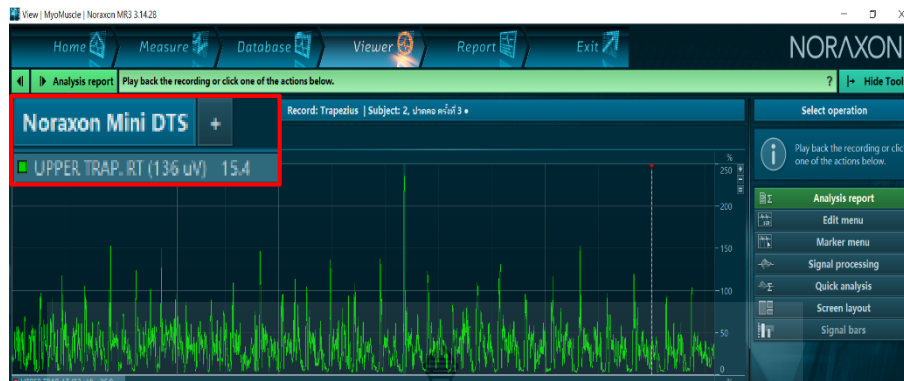 View | MyoMuscle | Noraxon MR3 3.14.28
Home Measure Database Viewer Report Exit NORAXON
Analysis report Play back the recording or click one of the actions below. ? Hide Tool
Noraxon Mini DTS +
Record: Trapezius | Subject: 2, ปาคคอ ครั้งที่ 3
Select operation
UPPER TRAP. RT (136 uV) 15.4
Play back the recording or clic
one of the actions below.
%
250
200
150
100
50
0
Analysis report
Edit menu
Marker menu
Signal processing
Quick analysis
Screen layout
Signal bars